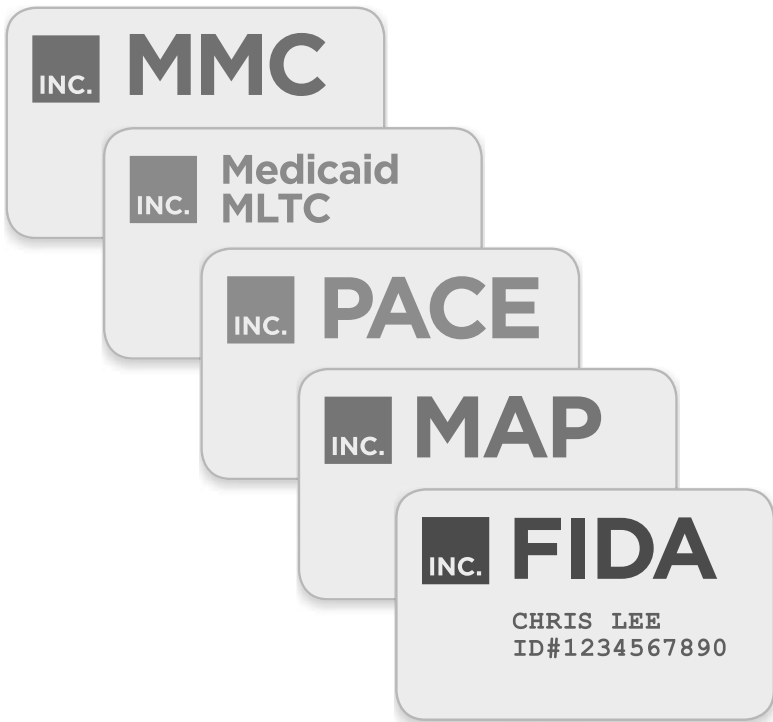 INC. MMC
INC. Medicaid
MLTC
INC. PACE
INC. MAP
INC. FIDA
CHRIS LEE
ID#1234567890